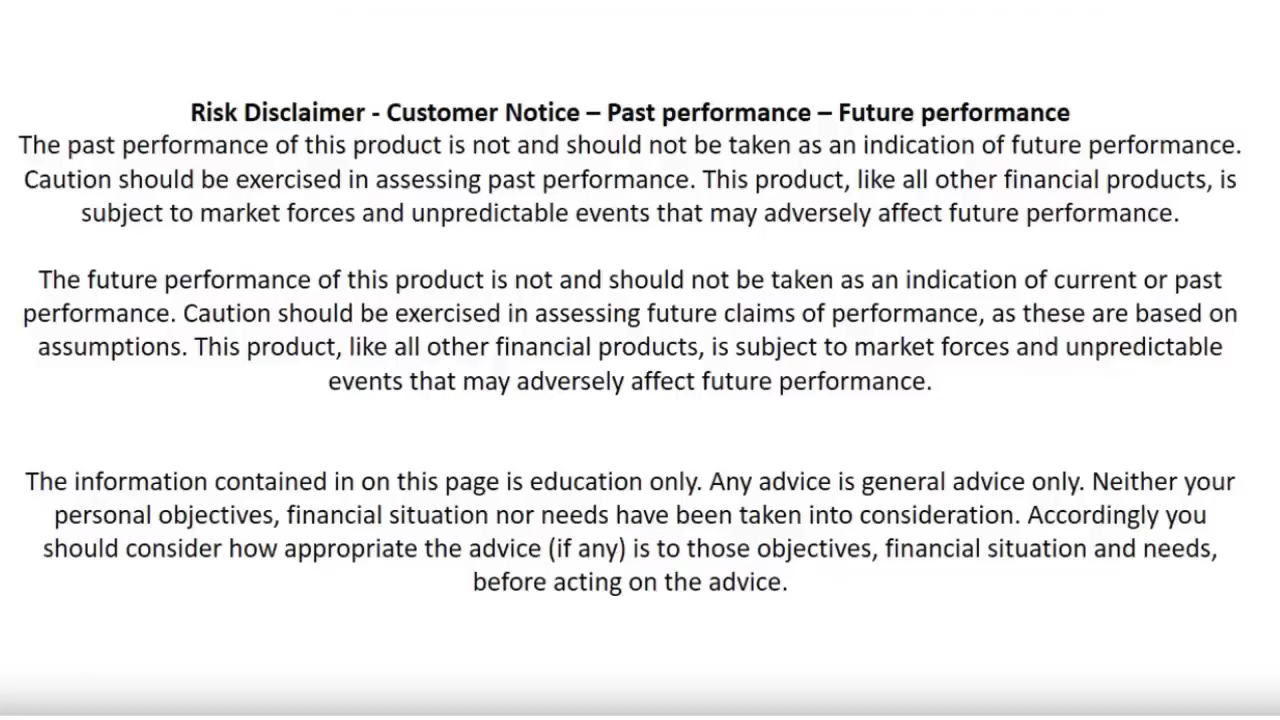 Risk Disclaimer - Customer Notice – Past performance – Future performance
The past performance of this product is not and should not be taken as an indication of future performance.
Caution should be exercised in assessing past performance. This product, like all other financial products, is
subject to market forces and unpredictable events that may adversely affect future performance.
The future performance of this product is not and should not be taken as an indication of current or past
performance. Caution should be exercised in assessing future claims of performance, as these are based on
assumptions. This product, like all other financial products, is subject to market forces and unpredictable
events that may adversely affect future performance.
The information contained in on this page is education only. Any advice is general advice only. Neither your
personal objectives, financial situation nor needs have been taken into consideration. Accordingly you
should consider how appropriate the advice (if any) is to those objectives, financial situation and needs,
before acting on the advice.